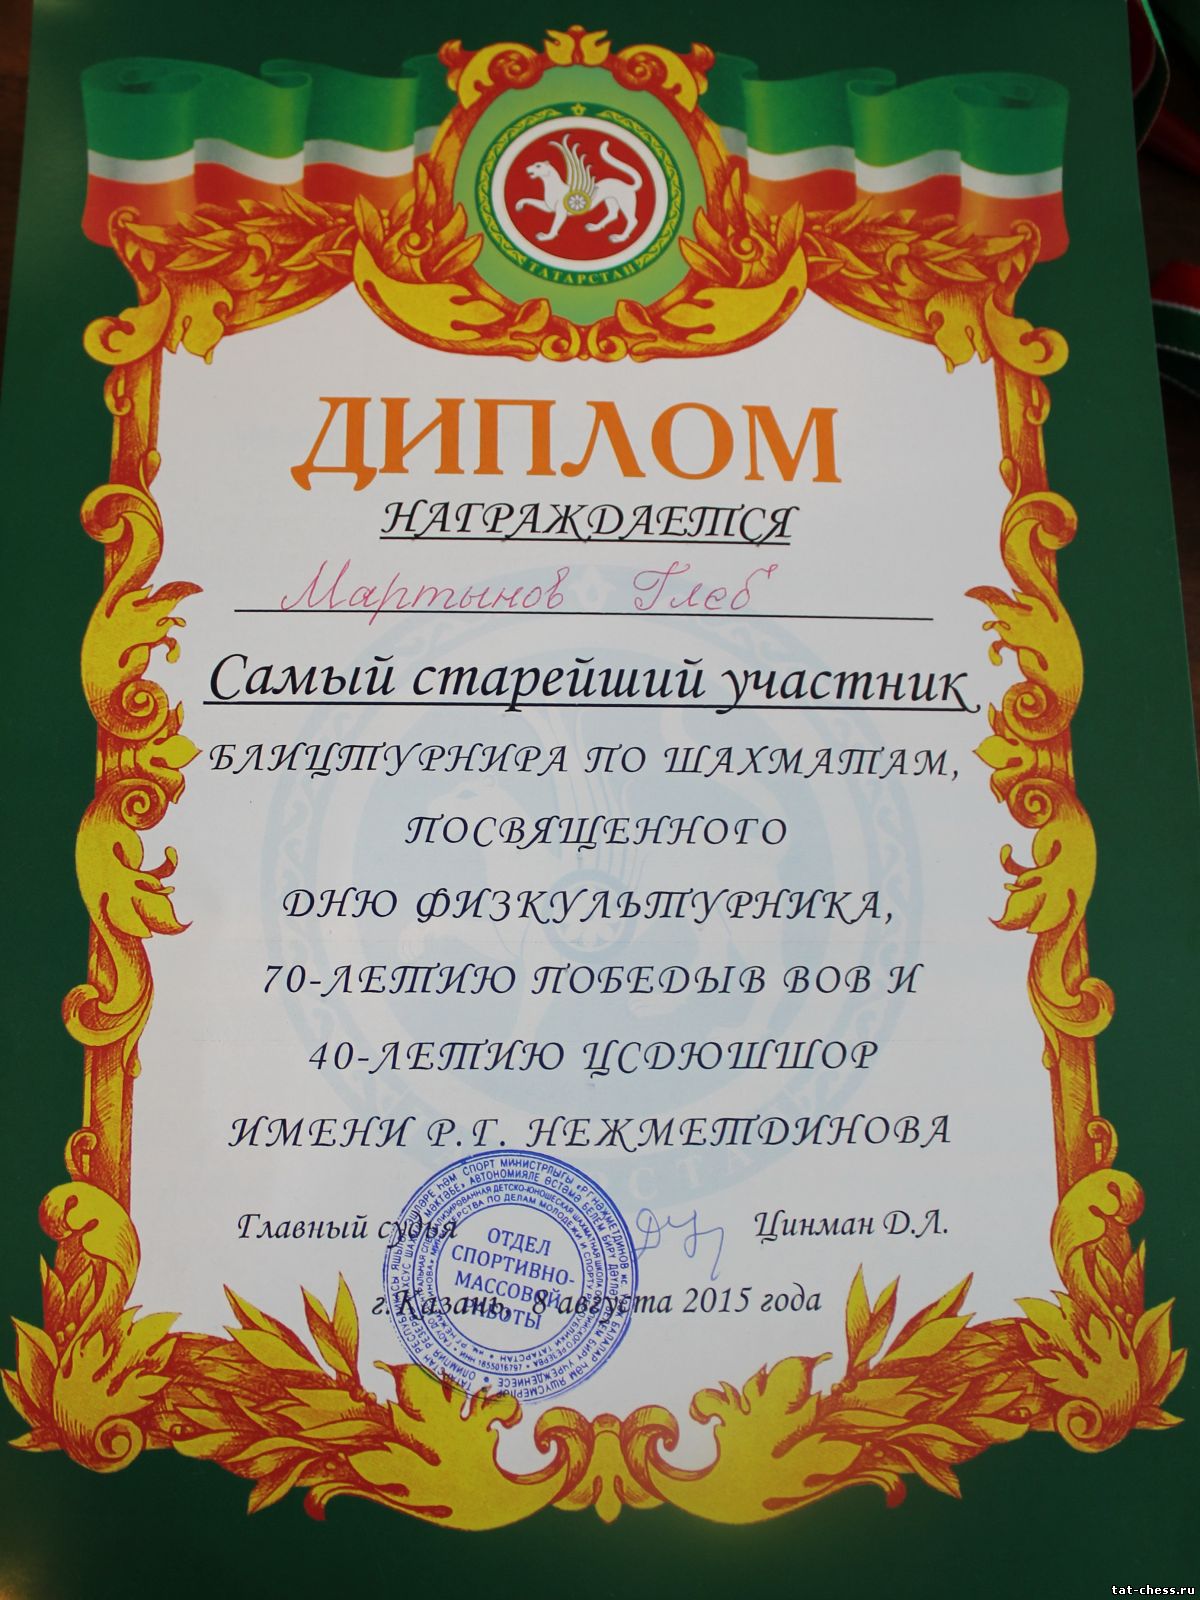 ТАТАРСТАН
ДИПЛОМ
НАГРАЖДАЕТСЯ
Мартынов Глеб
Самый старейший участник
БЛИЦТУРНИРА ПО ШАХМАТАМ,
ПОСВЯЩЕННОГО
ДНЮ ФИЗКУЛЬТУРНИКА,
70-ЛЕТИЮ ПОБЕДЫВ ВОВ И
40-ЛЕТИЮ ЦСДЮШШОР
ИМЕНИ Р.Г. НЕЖМЕТДИНОВА
Главный судья Цинман Д.Л.
ОТДЕЛ
СПОРТИВНО-
МАССОВОЙ
РАБОТЫ
г.Казань, 8 августа 2015 года
tat-chess.ru